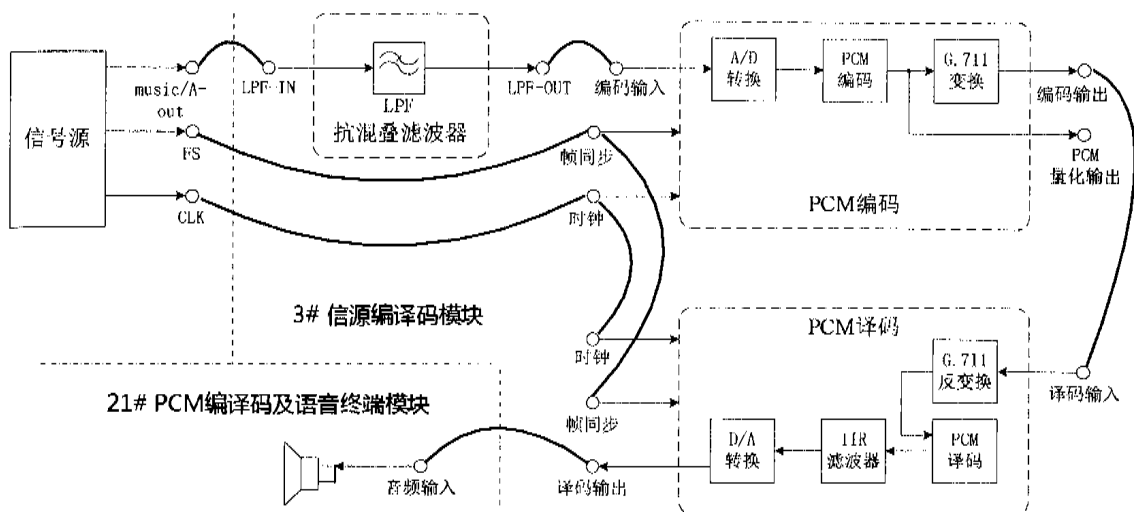 信号源
music/A-
out
LPF-IN
LPF
抗混叠滤波器
LPF-OUT
编码输入
A/D
转换
PCM
编码
G.711
变换
编码输出
PCM
量化输出
PCM编码
FS
帧同步
CLK
时钟
3# 信源编译码模块
时钟
帧同步
PCM译码
G.711
反变换
译码输入
PCM
译码
IIR
滤波器
D/A
转换
译码输出
21# PCM编译码及语音终端模块
音频输入